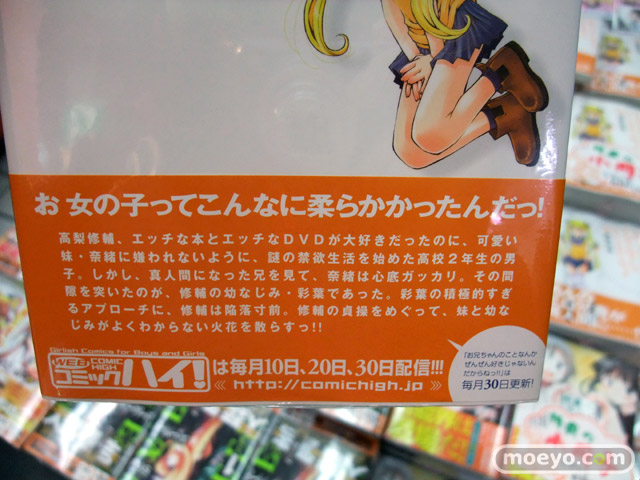 お女の子ってこんなに柔らかかったんだっ!
高梨修輔、エッチな本とエッチなDVDが大好きだったのに、可愛い
妹・奈緒に嫌われないように、謎の禁欲生活を始めた高校2年生の男
子。しかし、真人間になった兄を見て、奈緒は心底ガッカリ。その間
隙を突いたのが、修輔の幼なじみ・彩葉であった。彩葉の積極的すぎ
るアプローチに、修輔は陥落寸前。修輔の貞操をめぐって、妹と幼な
じみがよくわからない火花を散らすっ!!
Girlish Comics for Boys and Girls
WEB COMIC HIGH
コミックハイ!は毎月10日、20日、30日配信!!!
《 http://comichigh.jp 》
「お兄ちゃんのことなんか
ぜんぜん好きじゃないん
だからねっ!!」は
毎月30日更新!
moeyo.com